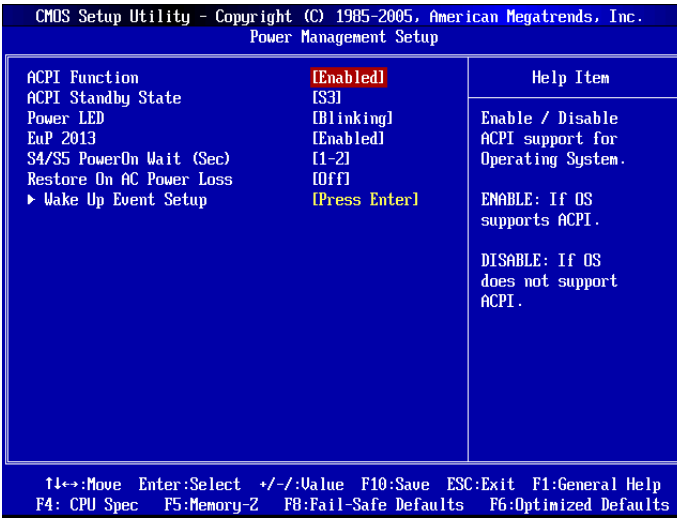 CMOS Setup Utility - Copyright (C) 1985-2005, American Megatrends, Inc.
Power Management Setup
ACPI Function [Enabled]
ACPI Standby State [S3]
Power LED [Blinking]
EuP 2013 [Enabled]
S4/S5 PowerOn Wait (Sec) [1-2]
Restore On AC Power Loss [Off]
► Wake Up Event Setup [Press Enter]
Help Item
Enable / Disable
ACPI support for
Operating System.
ENABLE: If OS
supports ACPI.
DISABLE: If OS
does not support
ACPI.
↑↓←→:Move Enter:Select +/-/:Value F10:Save ESC:Exit F1:General Help
F4: CPU Spec F5:Memory-Z F8:Fail-Safe Defaults F6:Optimized Defaults